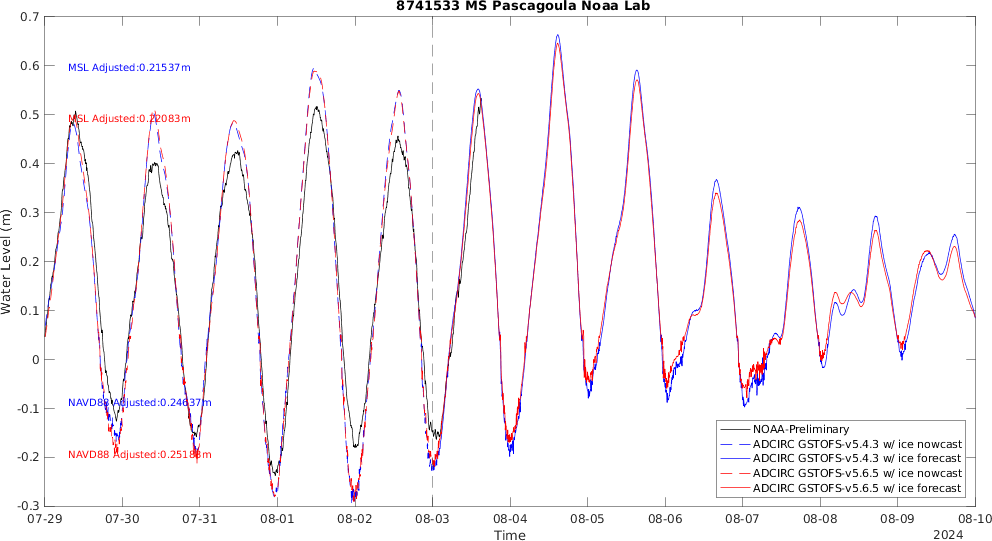 8741533 MS Pascagoula Noaa Lab
0.7
0.6
0.5
0.4
0.3
0.2
0.1
0
-0.1
-0.2
-0.3
Water Level (m)
MSL Adjusted:0.21537m
MSL Adjusted:0.22083m
NAVD88 Adjusted:0.24637m
NAVD88 Adjusted:0.25183m
NOAA-Preliminary
ADCIRC GSTOFS-v5.4.3 w/ ice nowcast
ADCIRC GSTOFS-v5.4.3 w/ ice forecast
ADCIRC GSTOFS-v5.6.5 w/ ice nowcast
ADCIRC GSTOFS-v5.6.5 w/ ice forecast
07-29 07-30 07-31 08-01 08-02 08-03 08-04 08-05 08-06 08-07 08-08 08-09 08-10
Time
2024